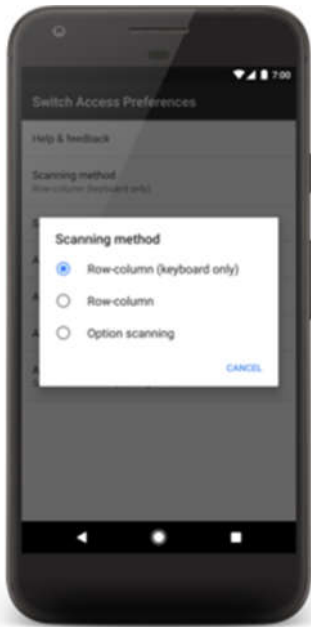 7:00
Switch Access Preferences
Help & feedback
Scanning method
Row-column (keyboard only)
Scanning method
Row-column (keyboard only)
Row-column
Option scanning
CANCEL